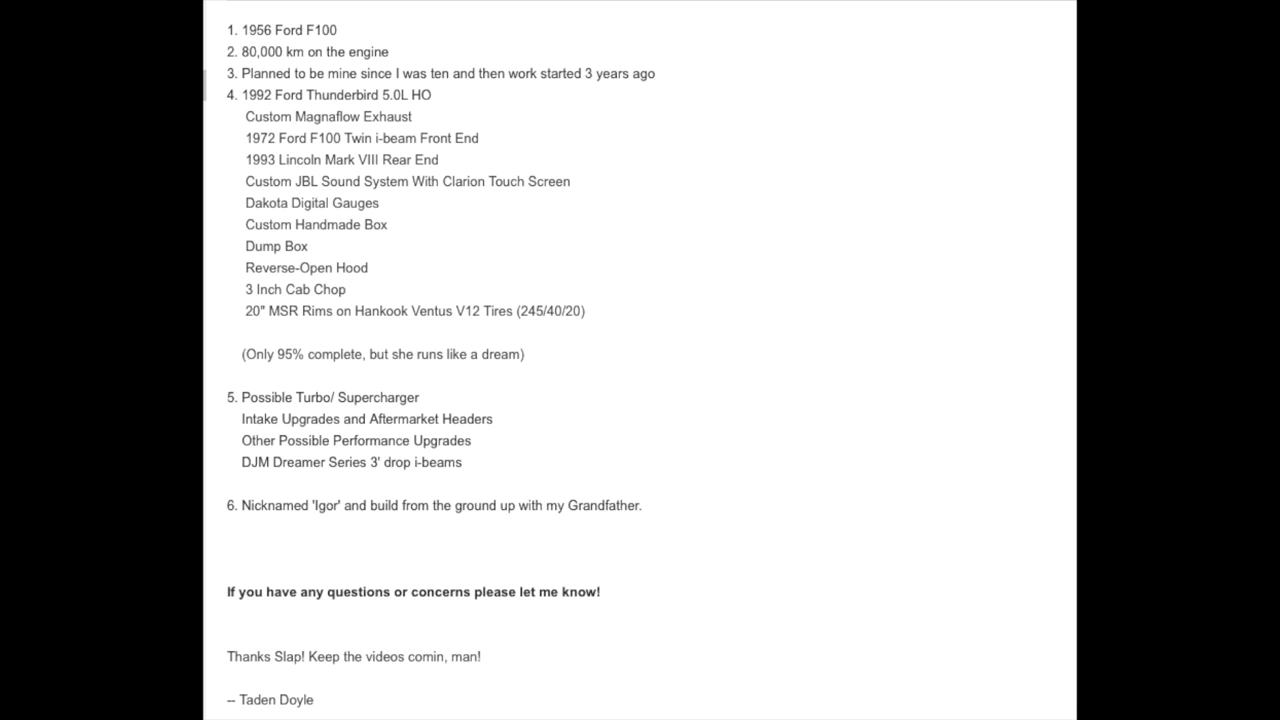 1. 1956 Ford F100
2. 80,000 km on the engine
3. Planned to be mine since I was ten and then work started 3 years ago
4. 1992 Ford Thunderbird 5.0L HO
Custom Magnaflow Exhaust
1972 Ford F100 Twin i-beam Front End
1993 Lincoln Mark VIII Rear End
Custom JBL Sound System With Clarion Touch Screen
Dakota Digital Gauges
Custom Handmade Box
Dump Box
Reverse-Open Hood
3 Inch Cab Chop
20" MSR Rims on Hankook Ventus V12 Tires (245/40/20)
(Only 95% complete, but she runs like a dream)
5. Possible Turbo/ Supercharger
Intake Upgrades and Aftermarket Headers
Other Possible Performance Upgrades
DJM Dreamer Series 3' drop i-beams
6. Nicknamed 'Igor' and build from the ground up with my Grandfather.
If you have any questions or concerns please let me know!
Thanks Slap! Keep the videos comin, man!
-- Taden Doyle